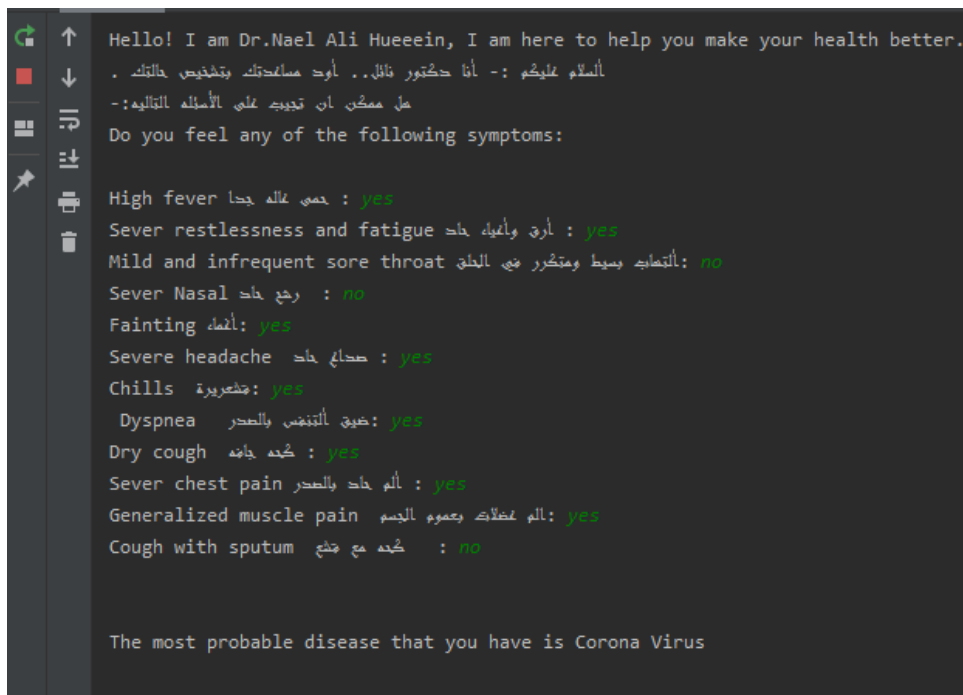 Hello! I am Dr.Nael Ali Hueeein, I am here to help you make your health better.
ألسلام عليكم :- أنا دكتور نائل.. أود مساعدتك بتشخيص حالتك .
هل ممكن ان تجيب على الأسئله التاليه:-
Do you feel any of the following symptoms:
High fever حمى عاله جدا : yes
Sever restlessness and fatigue أرق وأعياء حاد : yes
Mild and infrequent sore throat ألتهاب بسيط ومتكرر في الحلق: no
Sever Nasal رشح حاد : no
Fainting أغماء: yes
Severe headache صداع حاد : yes
Chills قشعريرة: yes
Dyspnea ضيق ألتنفس بالصدر: yes
Dry cough كحه جافه : yes
Sever chest pain ألم حاد بالصدر : yes
Generalized muscle pain الم عضلات بعموم الجسم: yes
Cough with sputum كحه مع قشع : no
The most probable disease that you have is Corona Virus